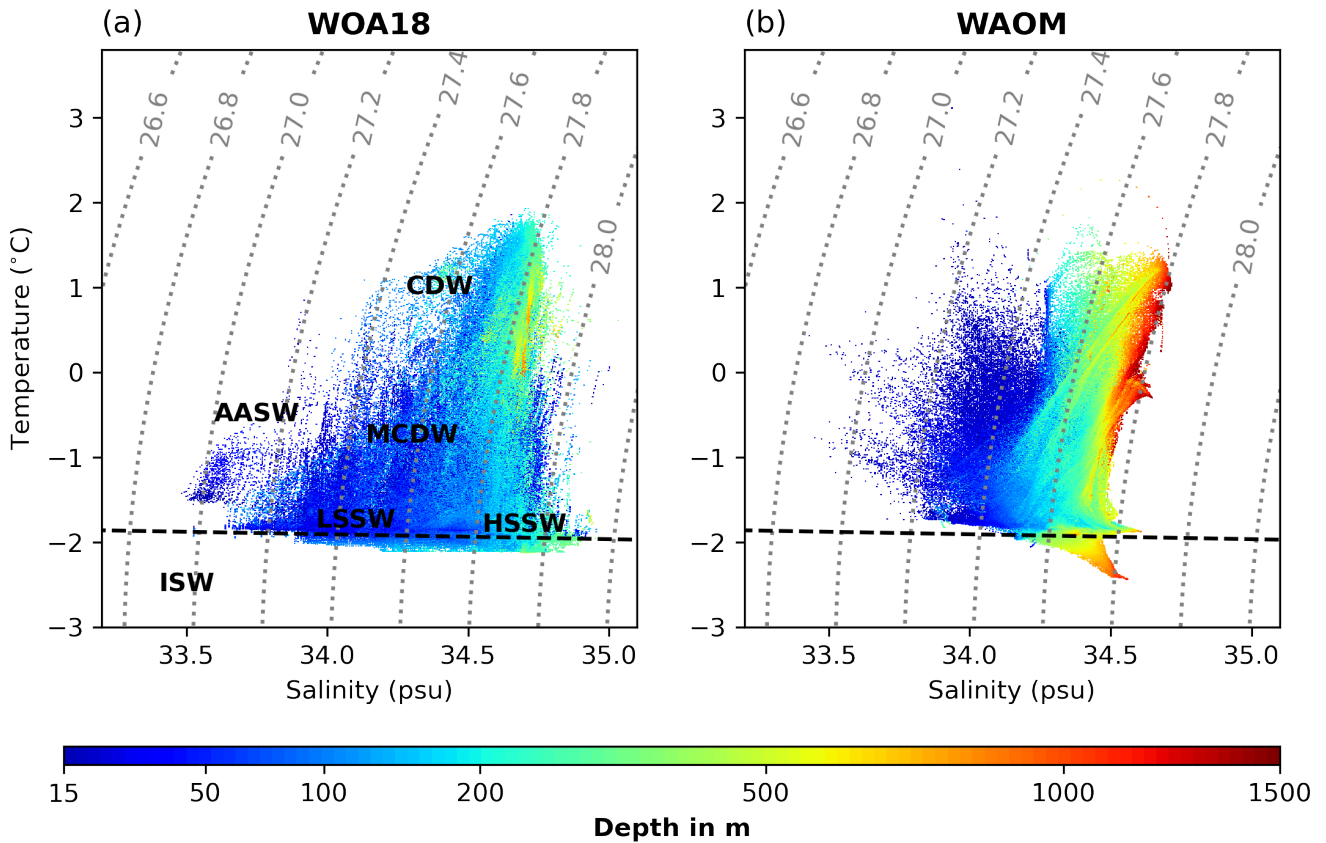 (a) WOA18
(b) WAOM
26.6 26.8 27.0 27.2 27.4 27.6 27.8 28.0
26.6 26.8 27.0 27.2 27.4 27.6 27.8 28.0
Temperature (°C)
3
2
1
0
−1
−2
−3
CDW
AASW
MCDW
LSSW HSSW
ISW
33.5 34.0 34.5 35.0
Salinity (psu)
3
2
1
0
−1
−2
−3
33.5 34.0 34.5 35.0
Salinity (psu)
15 50 100 200 500 1000 1500
Depth in m